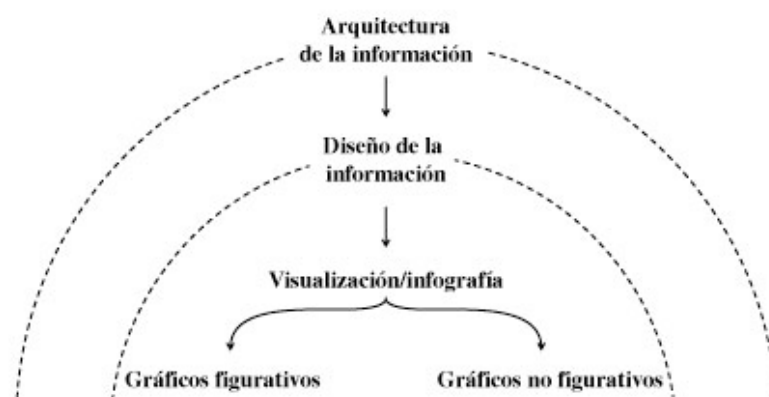 Arquitectura
de la información
Diseño de la
información
Visualización/infografía
Gráficos figurativos
Gráficos no figurativos